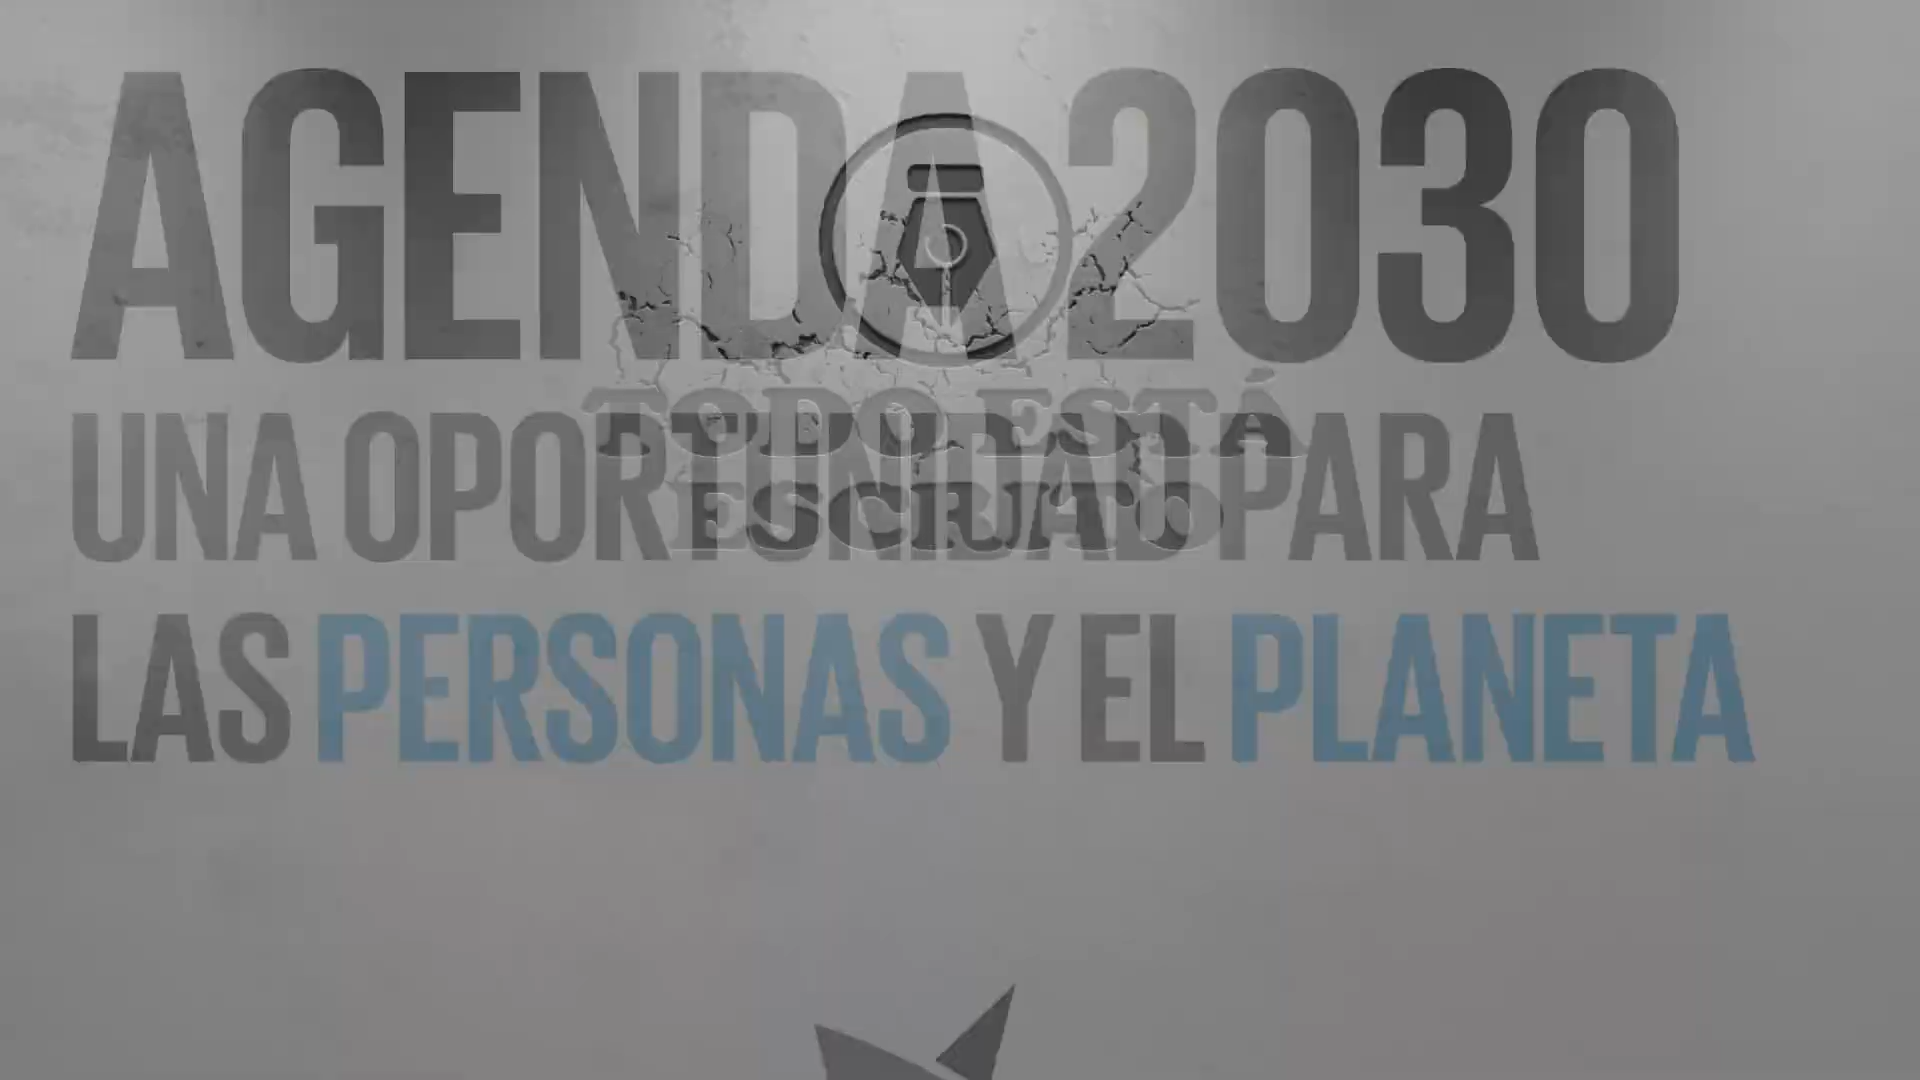 AGENDA 2030
UNA OPORTUNIDAD PARA
LAS PERSONAS Y EL PLANETA
TODO ESTÁ
ESCRITO